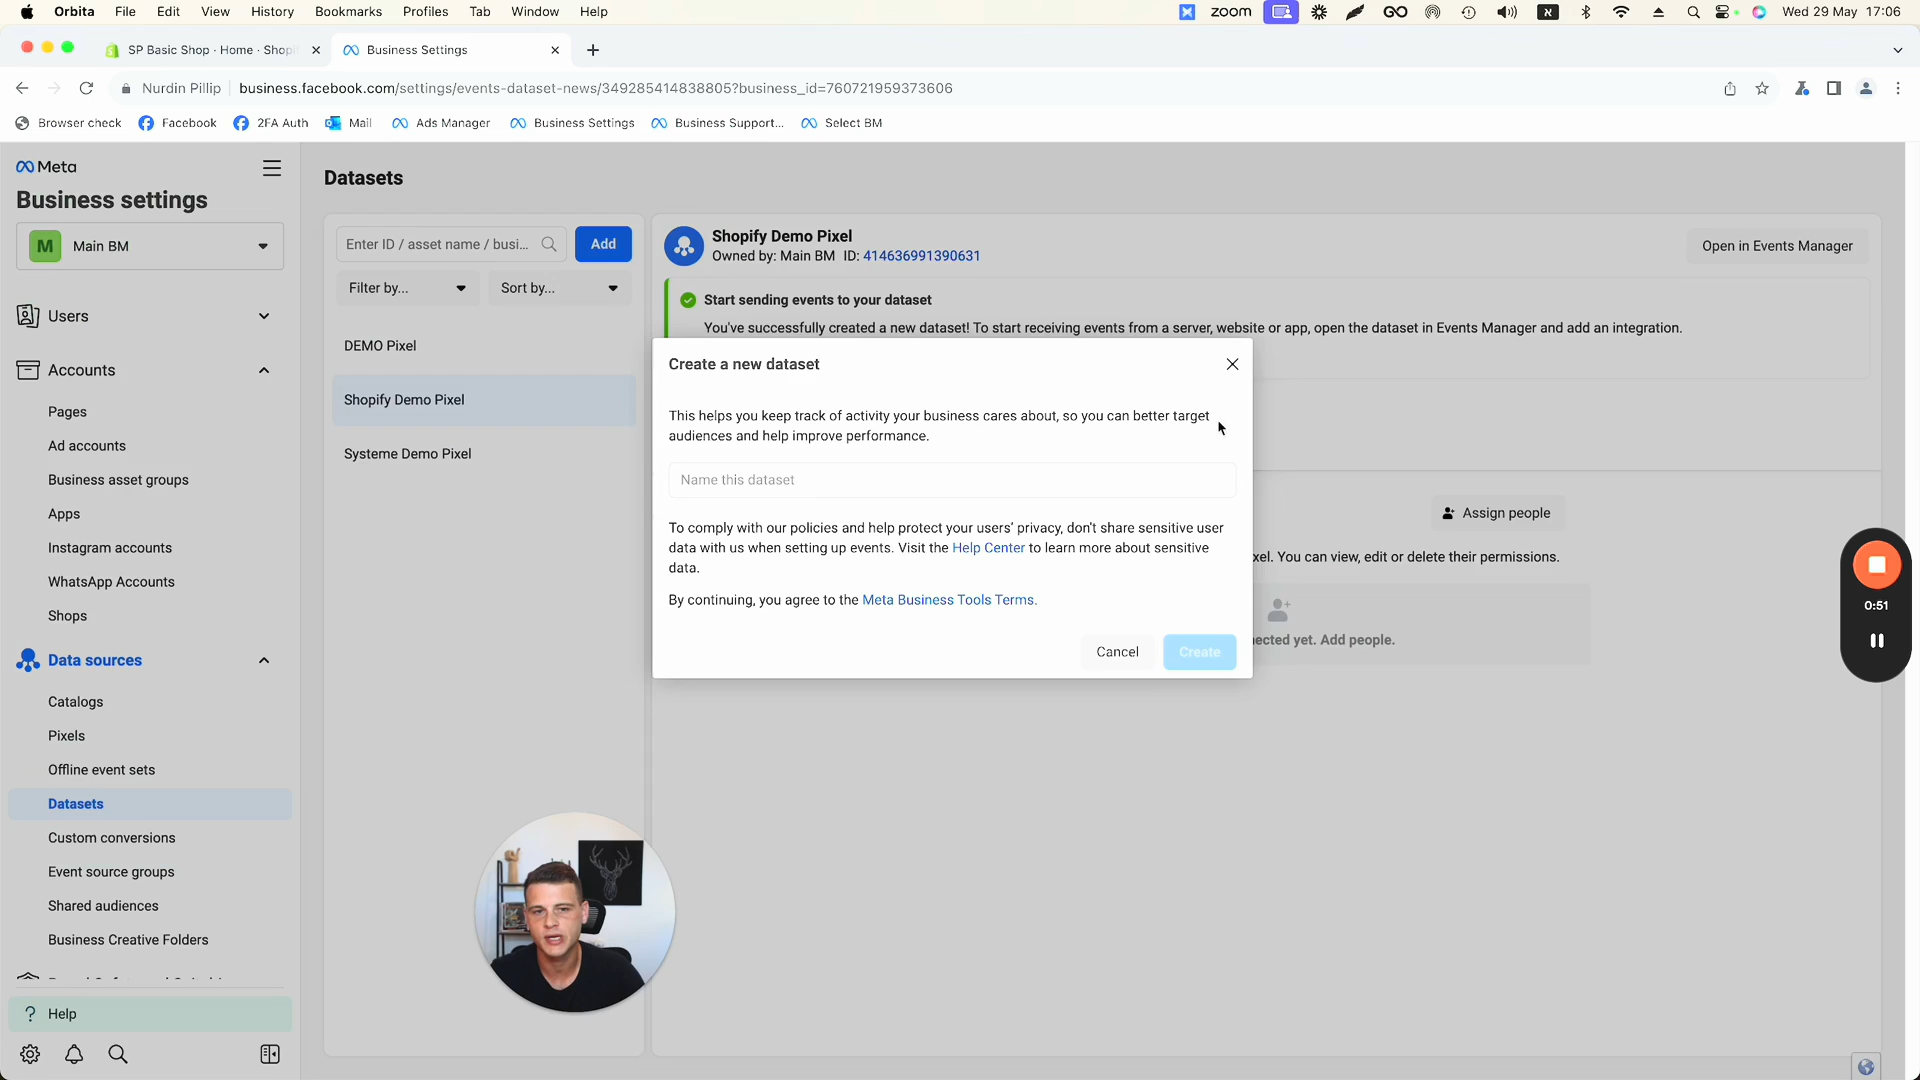 Orbita File Edit View History Bookmarks Profiles Tab Window Help zoom Wed 29 May 17:06
SP Basic Shop · Home · Shopi
Business Settings
Nurdin Pillip business.facebook.com/settings/events-dataset-news/349285414838805?business_id=760721959373606
Browser check Facebook 2FA Auth Mail Ads Manager Business Settings Business Support... Select BM
Meta
Business settings
M Main BM
Users
Accounts
Pages
Ad accounts
Business asset groups
Apps
Instagram accounts
WhatsApp Accounts
Shops
Data sources
Catalogs
Pixels
Offline event sets
Datasets
Custom conversions
Event source groups
Shared audiences
Business Creative Folders
? Help
Datasets
Enter ID / asset name / busi... Add
Filter by... Sort by...
DEMO Pixel
Shopify Demo Pixel
Systeme Demo Pixel
Shopify Demo Pixel
Owned by: Main BM ID: 414636991390631
Open in Events Manager
Start sending events to your dataset
You've successfully created a new dataset! To start receiving events from a server, website or app, open the dataset in Events Manager and add an integration.
Create a new dataset
This helps you keep track of activity your business cares about, so you can better target
audiences and help improve performance.
Name this dataset
To comply with our policies and help protect your users' privacy, don't share sensitive user
data with us when setting up events. Visit the Help Center to learn more about sensitive
data.
By continuing, you agree to the Meta Business Tools Terms.
Cancel Create
Assign people
xel. You can view, edit or delete their permissions.
ected yet. Add people.
0:51